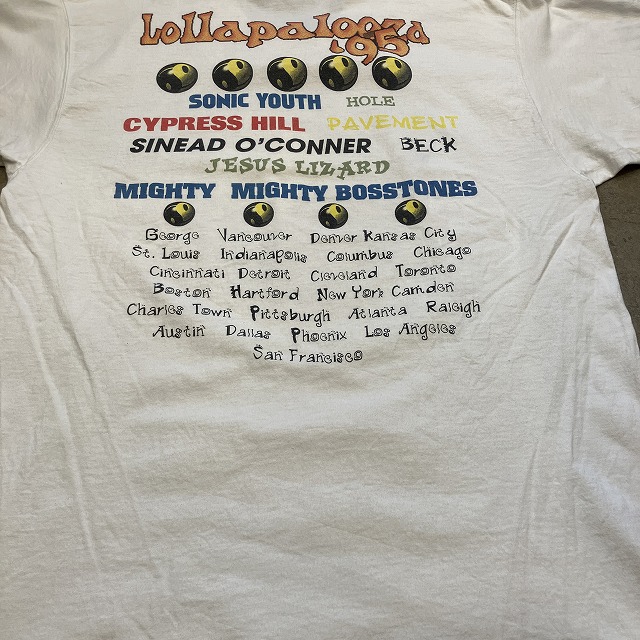 Lollapalooza
'95
SONIC YOUTH HOLE
CYPRESS HILL PAVEMENT
SINEAD O'CONNER BECK
JESUS LIZARD
MIGHTY MIGHTY BOSSTONES
George Vancouver Denver Kansas City
St. Louis Indianapolis Columbus Chicago
Cincinnati Detroit Cleveland Toronto
Boston Hartford New York Camden
Charles Town Pittsburgh Atlanta Raleigh
Austin Dallas Phoenix Los Angeles
San Francisco